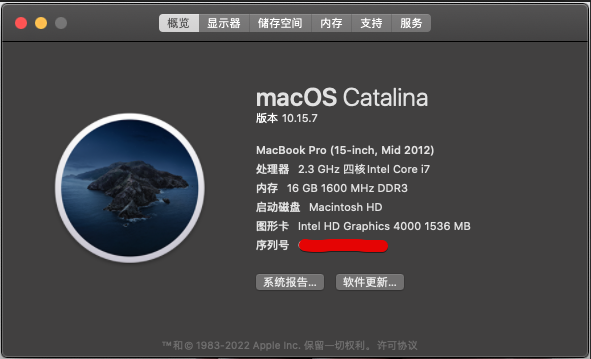 概览 显示器 储存空间 内存 支持 服务
macOS Catalina
版本 10.15.7
MacBook Pro (15-inch, Mid 2012)
处理器 2.3 GHz 四核Intel Core i7
内存 16 GB 1600 MHz DDR3
启动磁盘 Macintosh HD
图形卡 Intel HD Graphics 4000 1536 MB
序列号
系统报告... 软件更新...
™和© 1983-2022 Apple Inc. 保留一切权利。许可协议